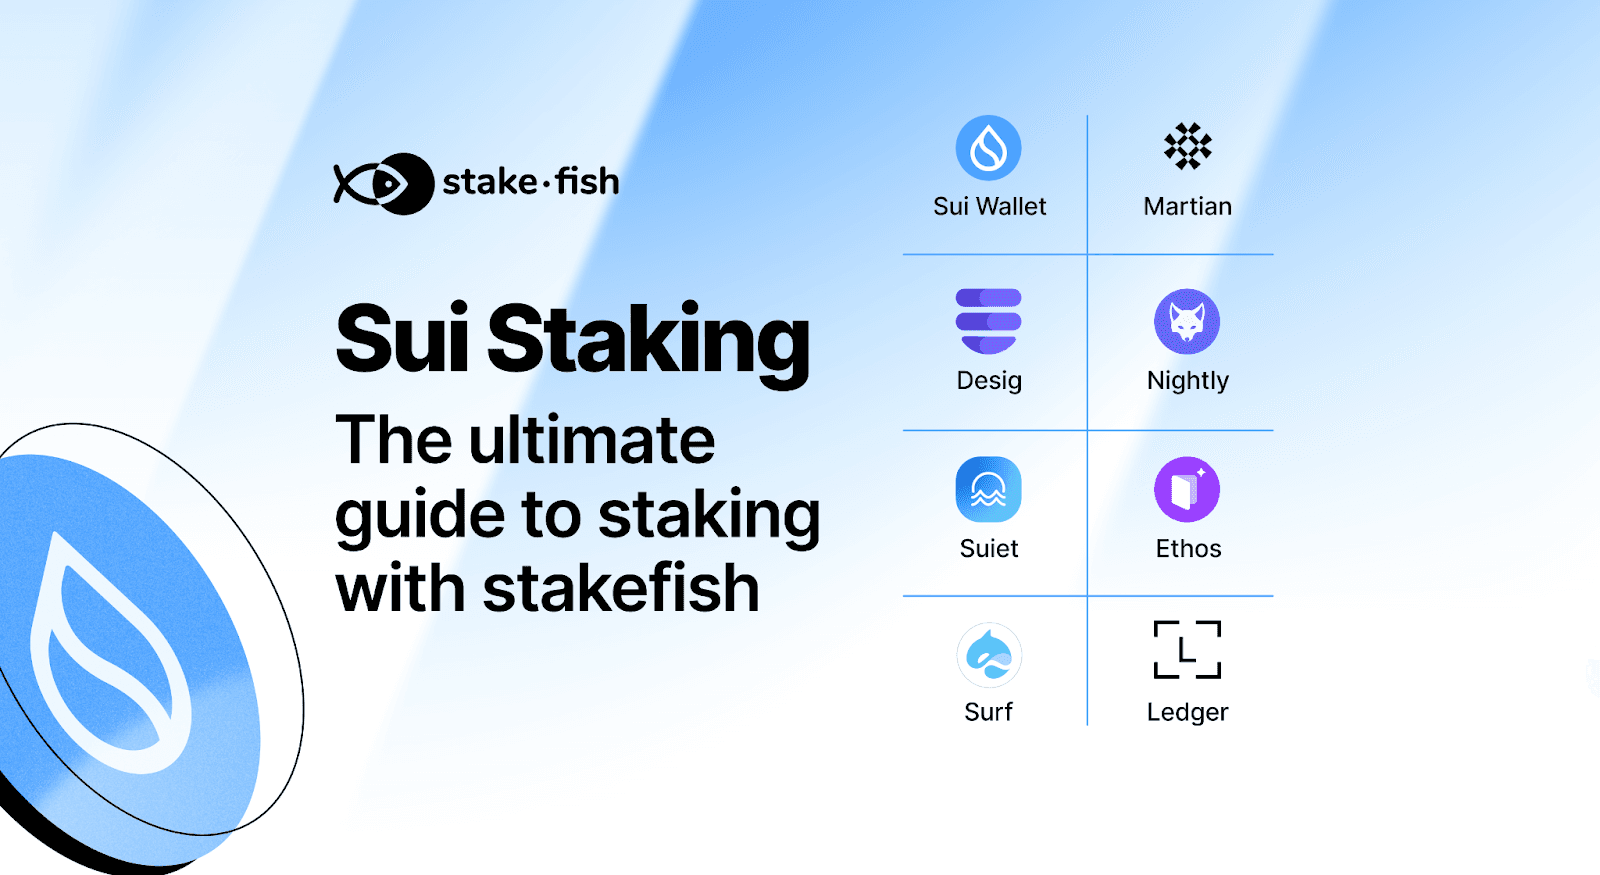 stake·fish
Sui Staking
The ultimate
guide to staking
with stakefish
Sui Wallet
Martian
Desig
Nightly
Suiet
Ethos
Surf
L
Ledger